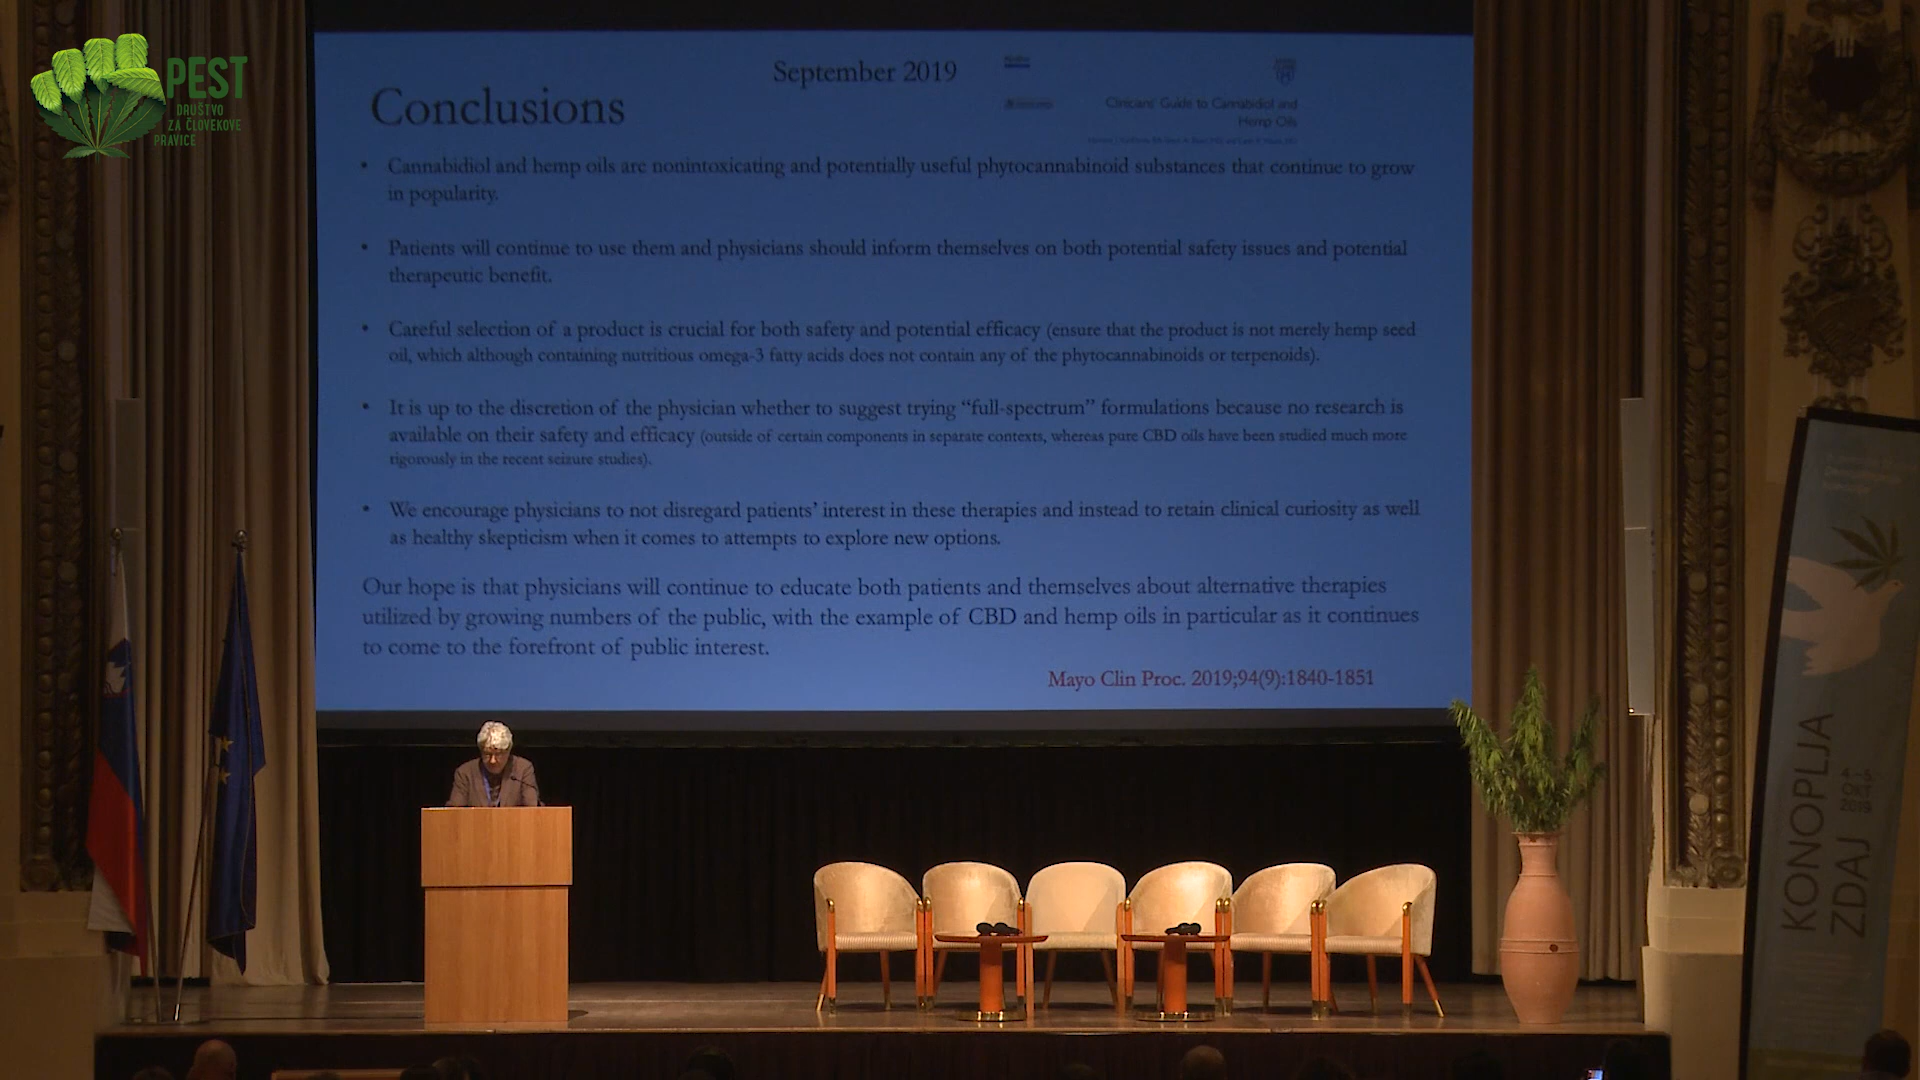 PEST
DRUŠTVO
ZA ČLOVEKOVE
PRAVICE
September 2019
Conclusions
Clinicians' Guide to Cannabidiol and
Hemp Oils
• Cannabidiol and hemp oils are nonintoxicating and potentially useful phytocannabinoid substances that continue to grow
in popularity.
• Patients will continue to use them and physicians should inform themselves on both potential safety issues and potential
therapeutic benefit.
• Careful selection of a product is crucial for both safety and potential efficacy (ensure that the product is not merely hemp seed
oil, which although containing nutritious omega-3 fatty acids does not contain any of the phytocannabinoids or terpenoids).
• It is up to the discretion of the physician whether to suggest trying “full-spectrum” formulations because no research is
available on their safety and efficacy (outside of certain components in separate contexts, whereas pure CBD oils have been studied much more
rigorously in the recent seizure studies).
• We encourage physicians to not disregard patients’ interest in these therapies and instead to retain clinical curiosity as well
as healthy skepticism when it comes to attempts to explore new options.
Our hope is that physicians will continue to educate both patients and themselves about alternative therapies
utilized by growing numbers of the public, with the example of CBD and hemp oils in particular as it continues
to come to the forefront of public interest.
Mayo Clin Proc. 2019;94(9):1840-1851
KONOPLJA
ZDAJ
4.–5.
OKT
2019